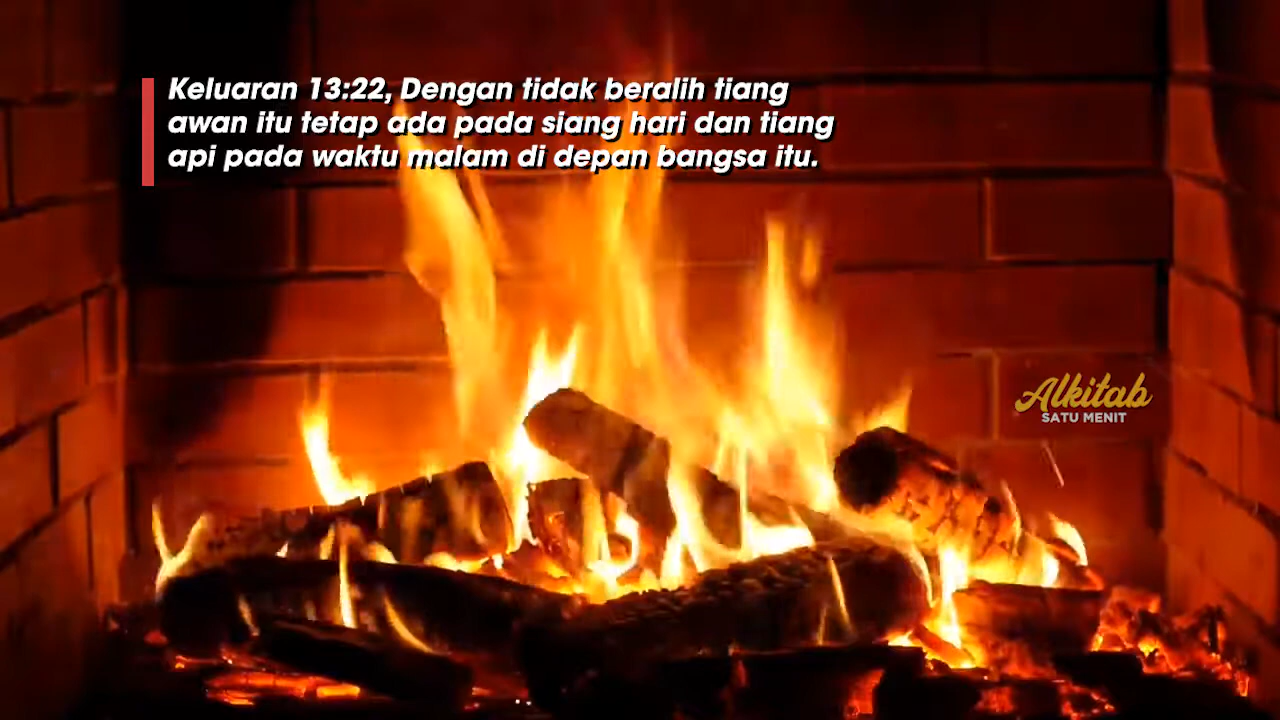 Keluaran 13:22, Dengan tidak beralih tiang
awan itu tetap ada pada siang hari dan tiang
api pada waktu malam di depan bangsa itu.
Alkitab
SATU MENIT